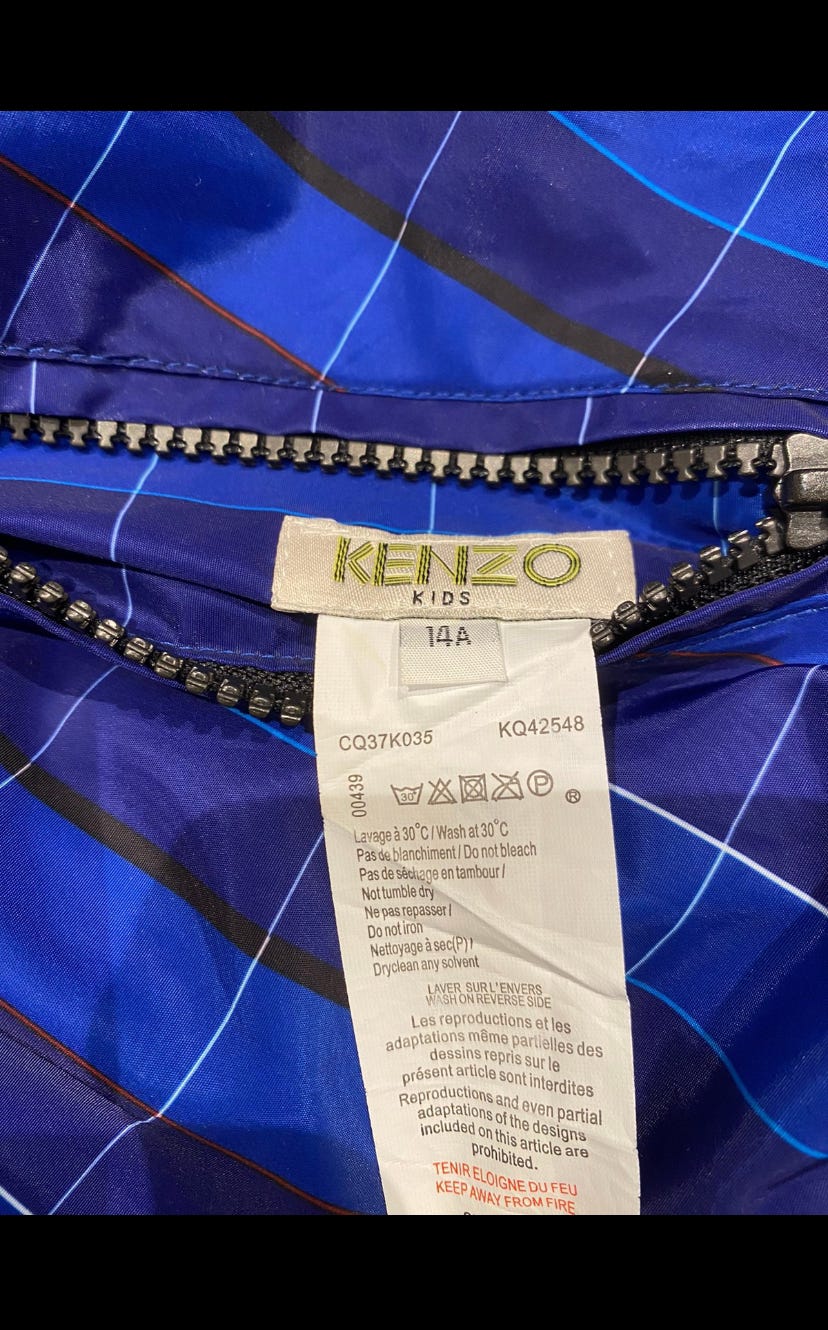 KENZO
KIDS
14A
CQ37K035 KQ42548
00439
30°
P
®
Lavage à 30°C / Wash at 30°C
Pas de blanchiment / Do not bleach
Pas de séchage en tambour /
Not tumble dry
Ne pas repasser /
Do not iron
Nettoyage à sec(P) /
Dryclean any solvent
LAVER SUR L'ENVERS
WASH ON REVERSE SIDE
Les reproductions et les
adaptations même partielles des
dessins repris sur le
présent article sont interdites
Reproductions and even partial
adaptations of the designs
included on this article are
prohibited.
TENIR ELOIGNE DU FEU
KEEP AWAY FROM FIRE